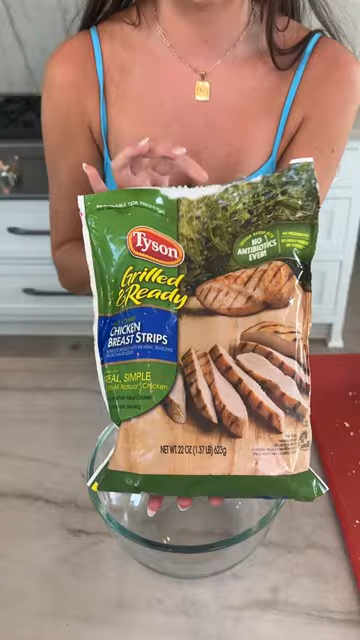 Tyson
Grilled
& Ready
CHICKEN
BREAST STRIPS
REAL, SIMPLE
All Natural* Chicken
NO
ANTIBIOTICS
EVER!
NET WT. 22 OZ (1.37 LB) 623g